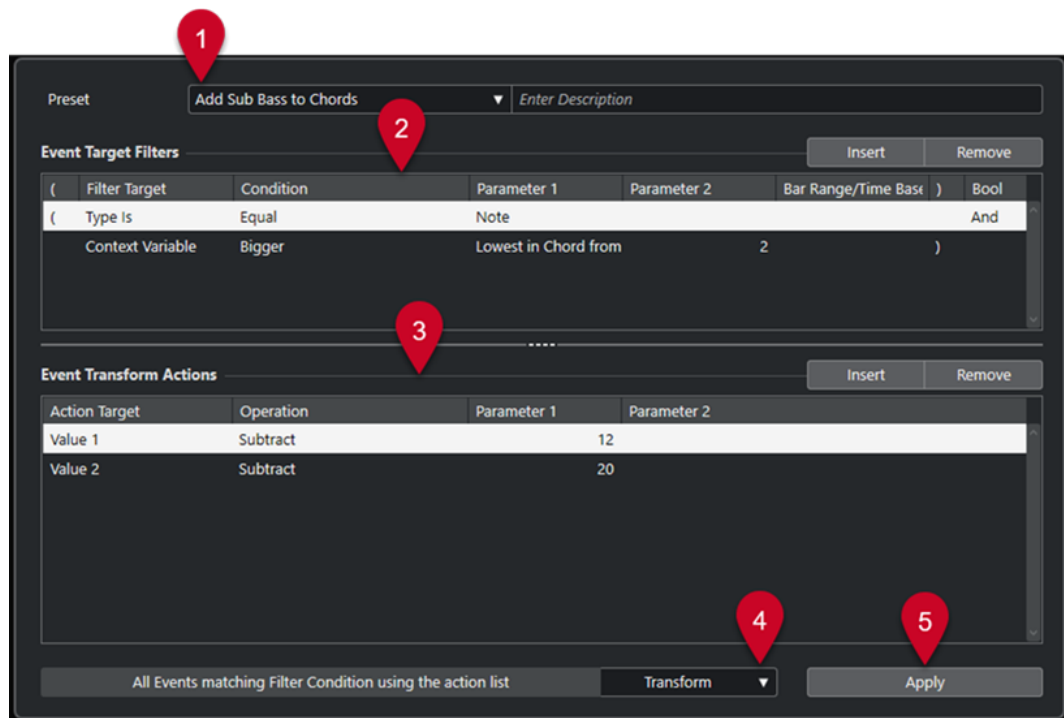 1
Preset Add Sub Bass to Chords Enter Description
2
Event Target Filters Insert Remove
( Filter Target Condition Parameter 1 Parameter 2 Bar Range/Time Base ) Bool
( Type Is Equal Note And
Context Variable Bigger Lowest in Chord from 2 )
3
Event Transform Actions Insert Remove
Action Target Operation Parameter 1 Parameter 2
Value 1 Subtract 12
Value 2 Subtract 20
4 5
All Events matching Filter Condition using the action list Transform Apply